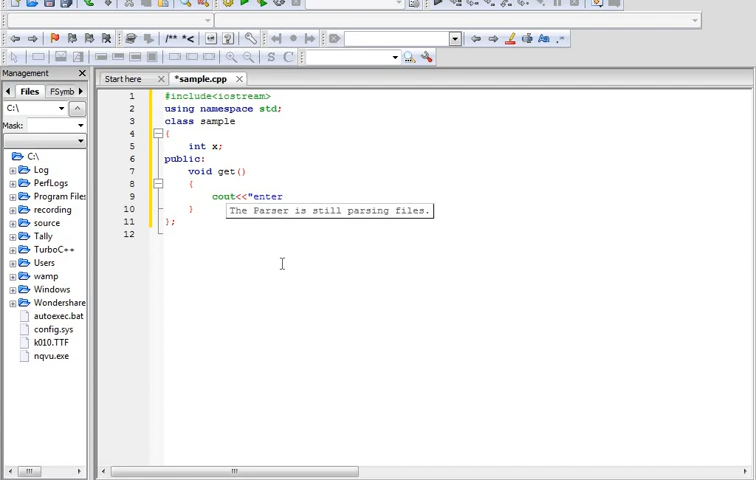 /** *<
Aa .*
Management
Start here
*sample.cpp
Files
FSymb
C:\
Mask:
C:\
Log
PerfLogs
Program Files
recording
source
Tally
TurboC++
Users
wamp
Windows
Wondershare
autoexec.bat
config.sys
k010.TTF
nqvu.exe
1 #include<iostream>
2 using namespace std;
3 class sample
4 {
5 int x;
6 public:
7 void get()
8 {
9 cout<<"enter
10 }
The Parser is still parsing files.
11 };
12